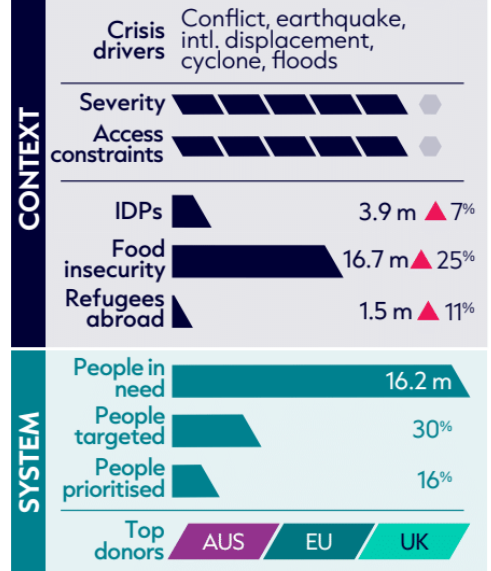 CONTEXT
Crisis drivers
Conflict, earthquake,
intl. displacement,
cyclone, floods
Severity
Access
constraints
IDPs
3.9 m 7%
Food
insecurity
16.7 m 25%
Refugees
abroad
1.5 m 11%
SYSTEM
People in
need
16.2 m
People
targeted
30%
People
prioritised
16%
Top
donors
AUS EU UK